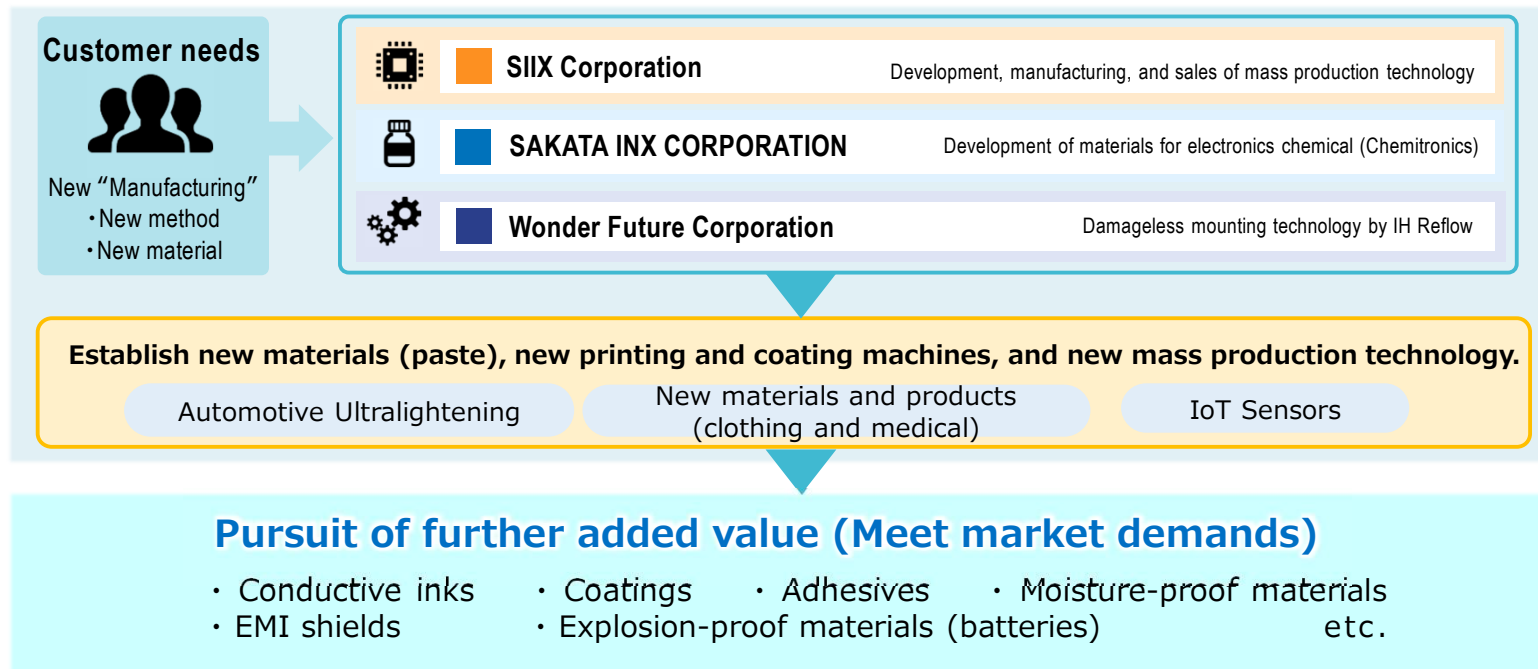 Customer needs
New “Manufacturing”
・New method
・New material
SIIX Corporation
Development, manufacturing, and sales of mass production technology
SAKATA INX CORPORATION
Development of materials for electronics chemical (Chemitronics)
Wonder Future Corporation
Damageless mounting technology by IH Reflow
Establish new materials (paste), new printing and coating machines, and new mass production technology.
Automotive Ultralightening
New materials and products
(clothing and medical)
IoT Sensors
Pursuit of further added value (Meet market demands)
・Conductive inks ・Coatings ・Adhesives ・Moisture-proof materials
・EMI shields ・Explosion-proof materials (batteries) etc.